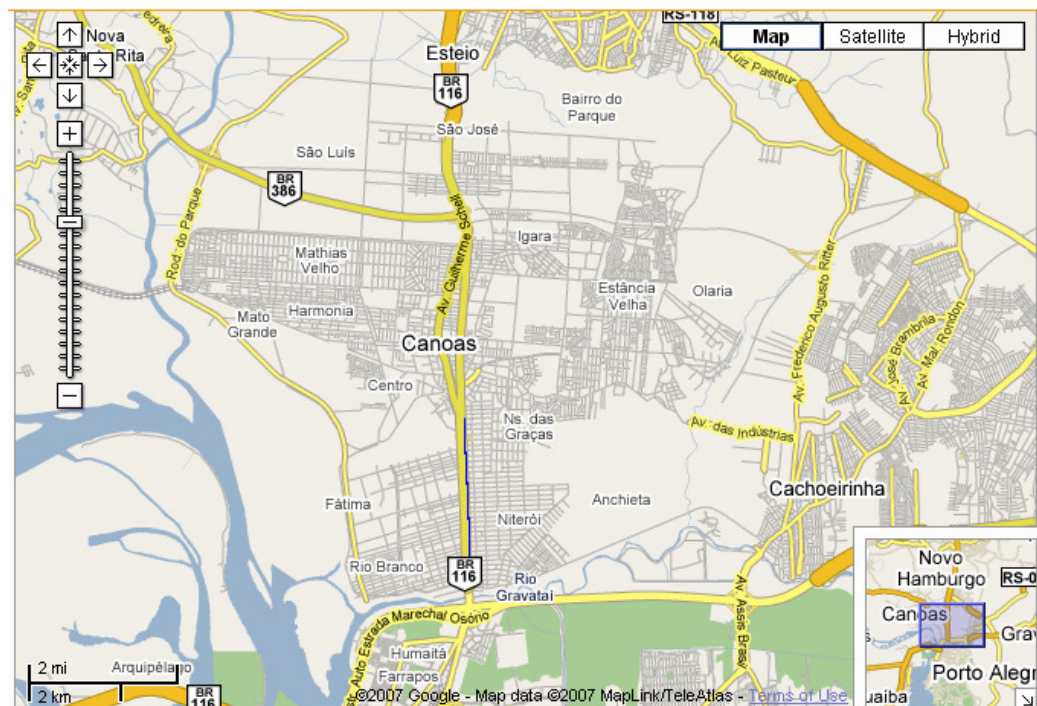 RS-118
Map
Satellite
Hybrid
Nova
Rita
Esteio
BR
116
Av. Luiz Pasteur
Bairro do
Parque
São José
São Luís
BR
386
Rod. do Parque
Av. Guilherme Schell
Igara
Mathias
Velho
Estância
Velha
Olaria
Harmonia
Mato
Grande
Av. Frederico Augusto Ritter
Av. José Brambrila
Av. Mal. Rondon
Canoas
Centro
Ns. das
Graças
Av. das Indústrias
Cachoeirinha
Fátima
Anchieta
Niterói
Rio Branco
BR
116
Rio
Gravataí
Auto Estrada Marechal Osório
Av. Assis Brasil
Humaitá
Farrapos
Arquipélago
BR
116
2 mi
2 km
©2007 Google - Map data ©2007 MapLink/TeleAtlas - Terms of Use
Novo
Hamburgo
RS-0
Canoas
Grav
Porto Alegr
uaíba